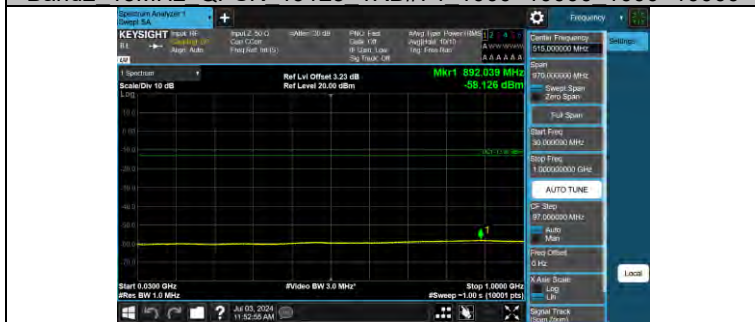 Spectrum Analyzer 1
Swept SA
+
Frequency
KEYSIGHT
Input: RF
Align: Auto
Input Z: 50 Ω
Corr CCorr
Freq Ref: Int (S)
#Atten: 30 dB
PNO: Fast
Gate: Off
IF Gain: Low
Sig Track: Off
#Avg Type: Power (RMS
Avg|Hold: 10/10
Trig: Free Run
1 Spectrum
Scale/Div 10 dB
Log
Ref Lvl Offset 3.23 dB
Ref Level 20.00 dBm
Mkr1 892.039 MHz
-58.126 dBm
1
Start 0.0300 GHz
#Res BW 1.0 MHz
#Video BW 3.0 MHz*
Stop 1.0000 GHz
#Sweep ~1.00 s (10001 pts)
Center Frequency
515.000000 MHz
Settings
Span
970.000000 MHz
Swept Span
Zero Span
Full Span
Start Freq
30.000000 MHz
Stop Freq
1.000000000 GHz
AUTO TUNE
CF Step
97.000000 MHz
Auto
Man
Freq Offset
0 Hz
X Axis Scale
Log
Lin
Signal Track
(Span Zoom)
Local
?
Jul 03, 2024
11:52:55 AM